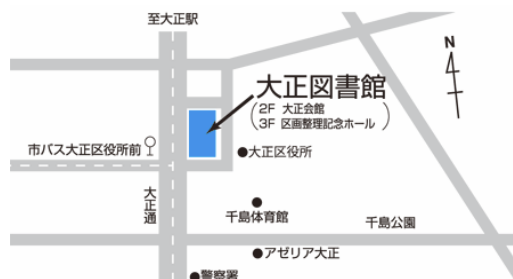 至大正駅
N
大正図書館
2F 大正会館
3F 区画整理記念ホール
市バス大正区役所前
●大正区役所
大正通
千島体育館
千島公園
●アゼリア大正
●警察署